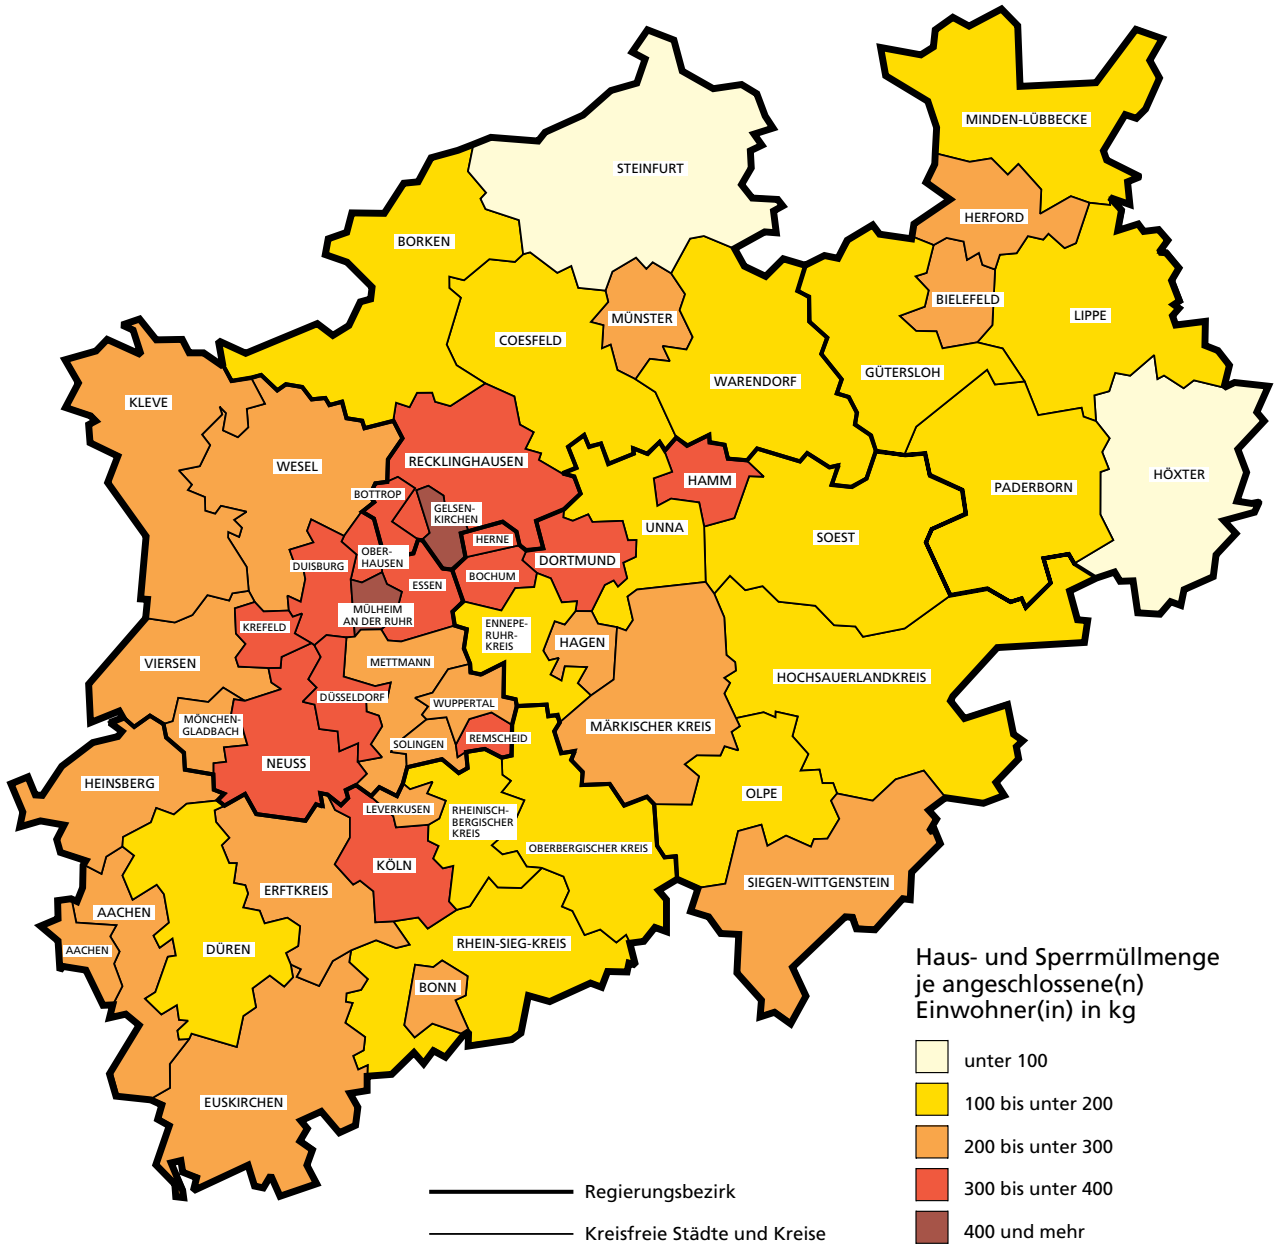 MINDEN-LÜBBECKE
STEINFURT
HERFORD
BORKEN
BIELEFELD
LIPPE
MÜNSTER
COESFELD
GÜTERSLOH
WARENDORF
KLEVE
RECKLINGHAUSEN
WESEL
HAMM
HÖXTER
PADERBORN
BOTTROP
GELSEN-
KIRCHEN
UNNA
SOEST
HERNE
OBER-
HAUSEN
DORTMUND
DUISBURG
BOCHUM
ESSEN
MÜLHEIM
AN DER RUHR
KREFELD
ENNEPE-
RUHR-
KREIS
HAGEN
VIERSEN
METTMANN
HOCHSAUERLANDKREIS
DÜSSELDORF
WUPPERTAL
MÖNCHEN-
GLADBACH
MÄRKISCHER KREIS
REMSCHEID
SOLINGEN
NEUSS
HEINSBERG
OLPE
LEVERKUSEN
RHEINISCH-
BERGISCHER
KREIS
OBERBERGISCHER KREIS
KÖLN
SIEGEN-WITTGENSTEIN
ERFTKREIS
AACHEN
AACHEN
DÜREN
RHEIN-SIEG-KREIS
BONN
EUSKIRCHEN
Haus- und Sperrmüllmenge
je angeschlossene(n)
Einwohner(in) in kg
unter 100
100 bis unter 200
200 bis unter 300
300 bis unter 400
400 und mehr
Regierungsbezirk
Kreisfreie Städte und Kreise